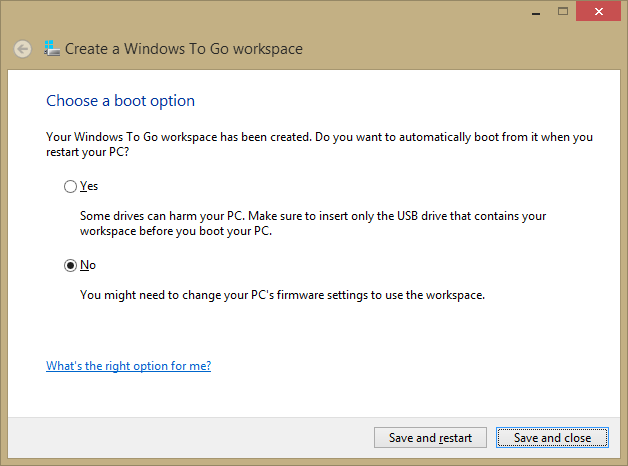 Create a Windows To Go workspace
Choose a boot option
Your Windows To Go workspace has been created. Do you want to automatically boot from it when you
restart your PC?
Yes
Some drives can harm your PC. Make sure to insert only the USB drive that contains your
workspace before you boot your PC.
No
You might need to change your PC's firmware settings to use the workspace.
What's the right option for me?
Save and restart
Save and close